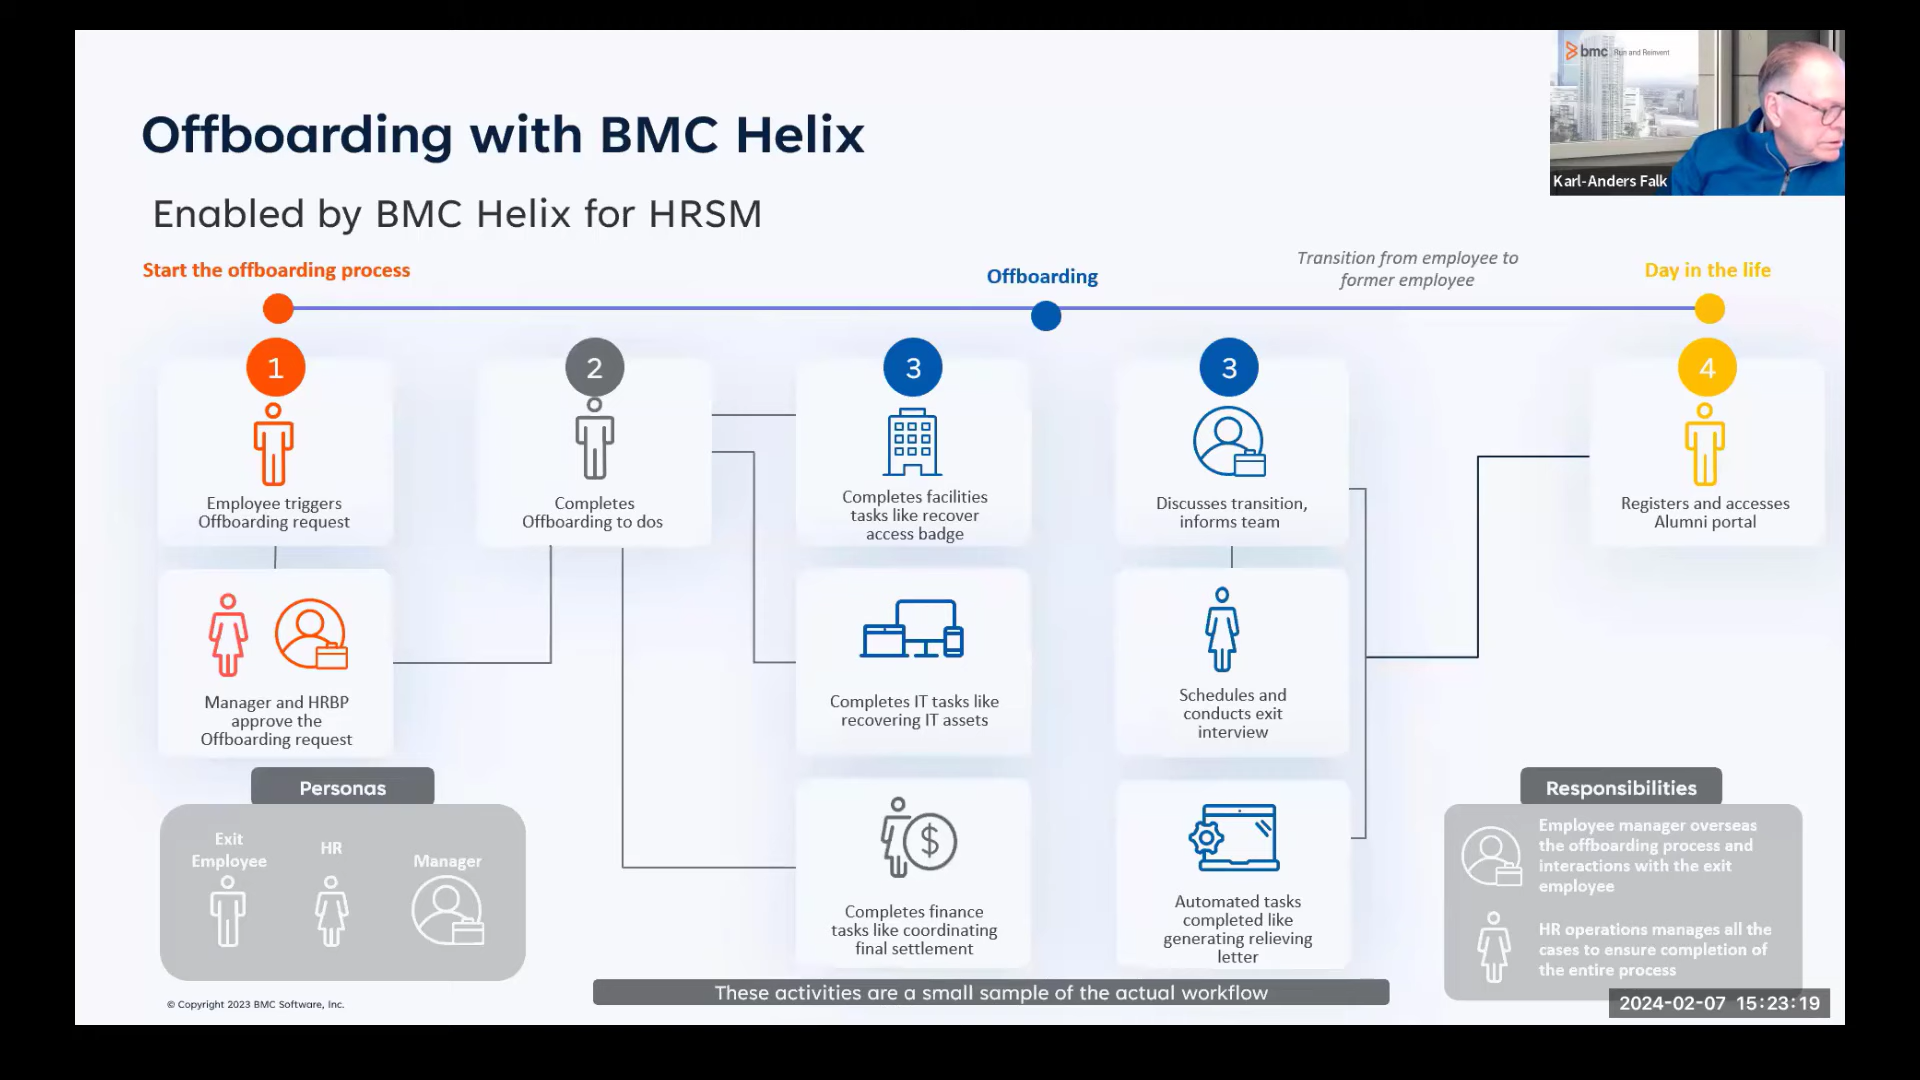 bmc Run and Reinvent
Karl-Anders Falk
Offboarding with BMC Helix
Enabled by BMC Helix for HRSM
Start the offboarding process
Offboarding
Transition from employee to
former employee
Day in the life
1
Employee triggers
Offboarding request
Manager and HRBP
approve the
Offboarding request
2
Completes
Offboarding to dos
3
Completes facilities
tasks like recover
access badge
Completes IT tasks like
recovering IT assets
$
Completes finance
tasks like coordinating
final settlement
3
Discusses transition,
informs team
Schedules and
conducts exit
interview
Automated tasks
completed like
generating relieving
letter
4
Registers and accesses
Alumni portal
Personas
Exit
Employee
HR
Manager
Responsibilities
Employee manager overseas
the offboarding process and
interactions with the exit
employee
HR operations manages all the
cases to ensure completion of
the entire process
These activities are a small sample of the actual workflow
© Copyright 2023 BMC Software, Inc.
2024-02-07 15:23:19